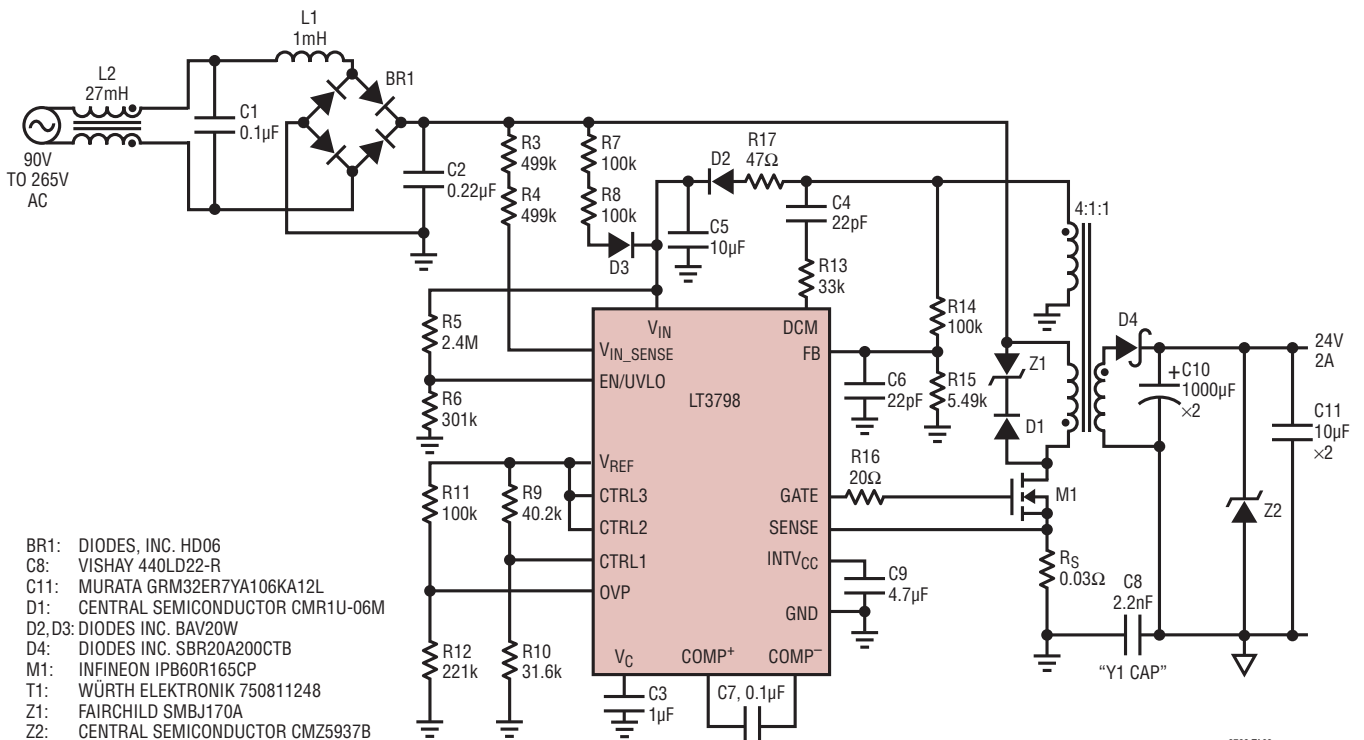 L1
1mH
L2
27mH
BR1
C1
0.1µF
90V
TO 265V
AC
C2
0.22µF
R3
499k
R4
499k
R7
100k
R8
100k
D3
D2
R17
47Ω
C5
10µF
C4
22pF
R13
33k
4:1:1
R14
100k
R15
5.49k
C6
22pF
Z1
D1
D4
C10
1000µF
×2
+
24V
2A
C11
10µF
×2
Z2
R5
2.4M
R6
301k
R11
100k
R9
40.2k
R12
221k
R10
31.6k
V_IN
V_IN_SENSE
EN/UVLO
LT3798
DCM
FB
V_REF
CTRL3
CTRL2
CTRL1
OVP
GATE
SENSE
INTV_CC
GND
V_C
COMP⁺
COMP⁻
R16
20Ω
M1
R_S
0.03Ω
C9
4.7µF
C8
2.2nF
"Y1 CAP"
C3
1µF
C7, 0.1µF
BR1: DIODES, INC. HD06
C8: VISHAY 440LD22-R
C11: MURATA GRM32ER7YA106KA12L
D1: CENTRAL SEMICONDUCTOR CMR1U-06M
D2,D3: DIODES INC. BAV20W
D4: DIODES INC. SBR20A200CTB
M1: INFINEON IPB60R165CP
T1: WÜRTH ELEKTRONIK 750811248
Z1: FAIRCHILD SMBJ170A
Z2: CENTRAL SEMICONDUCTOR CMZ5937B